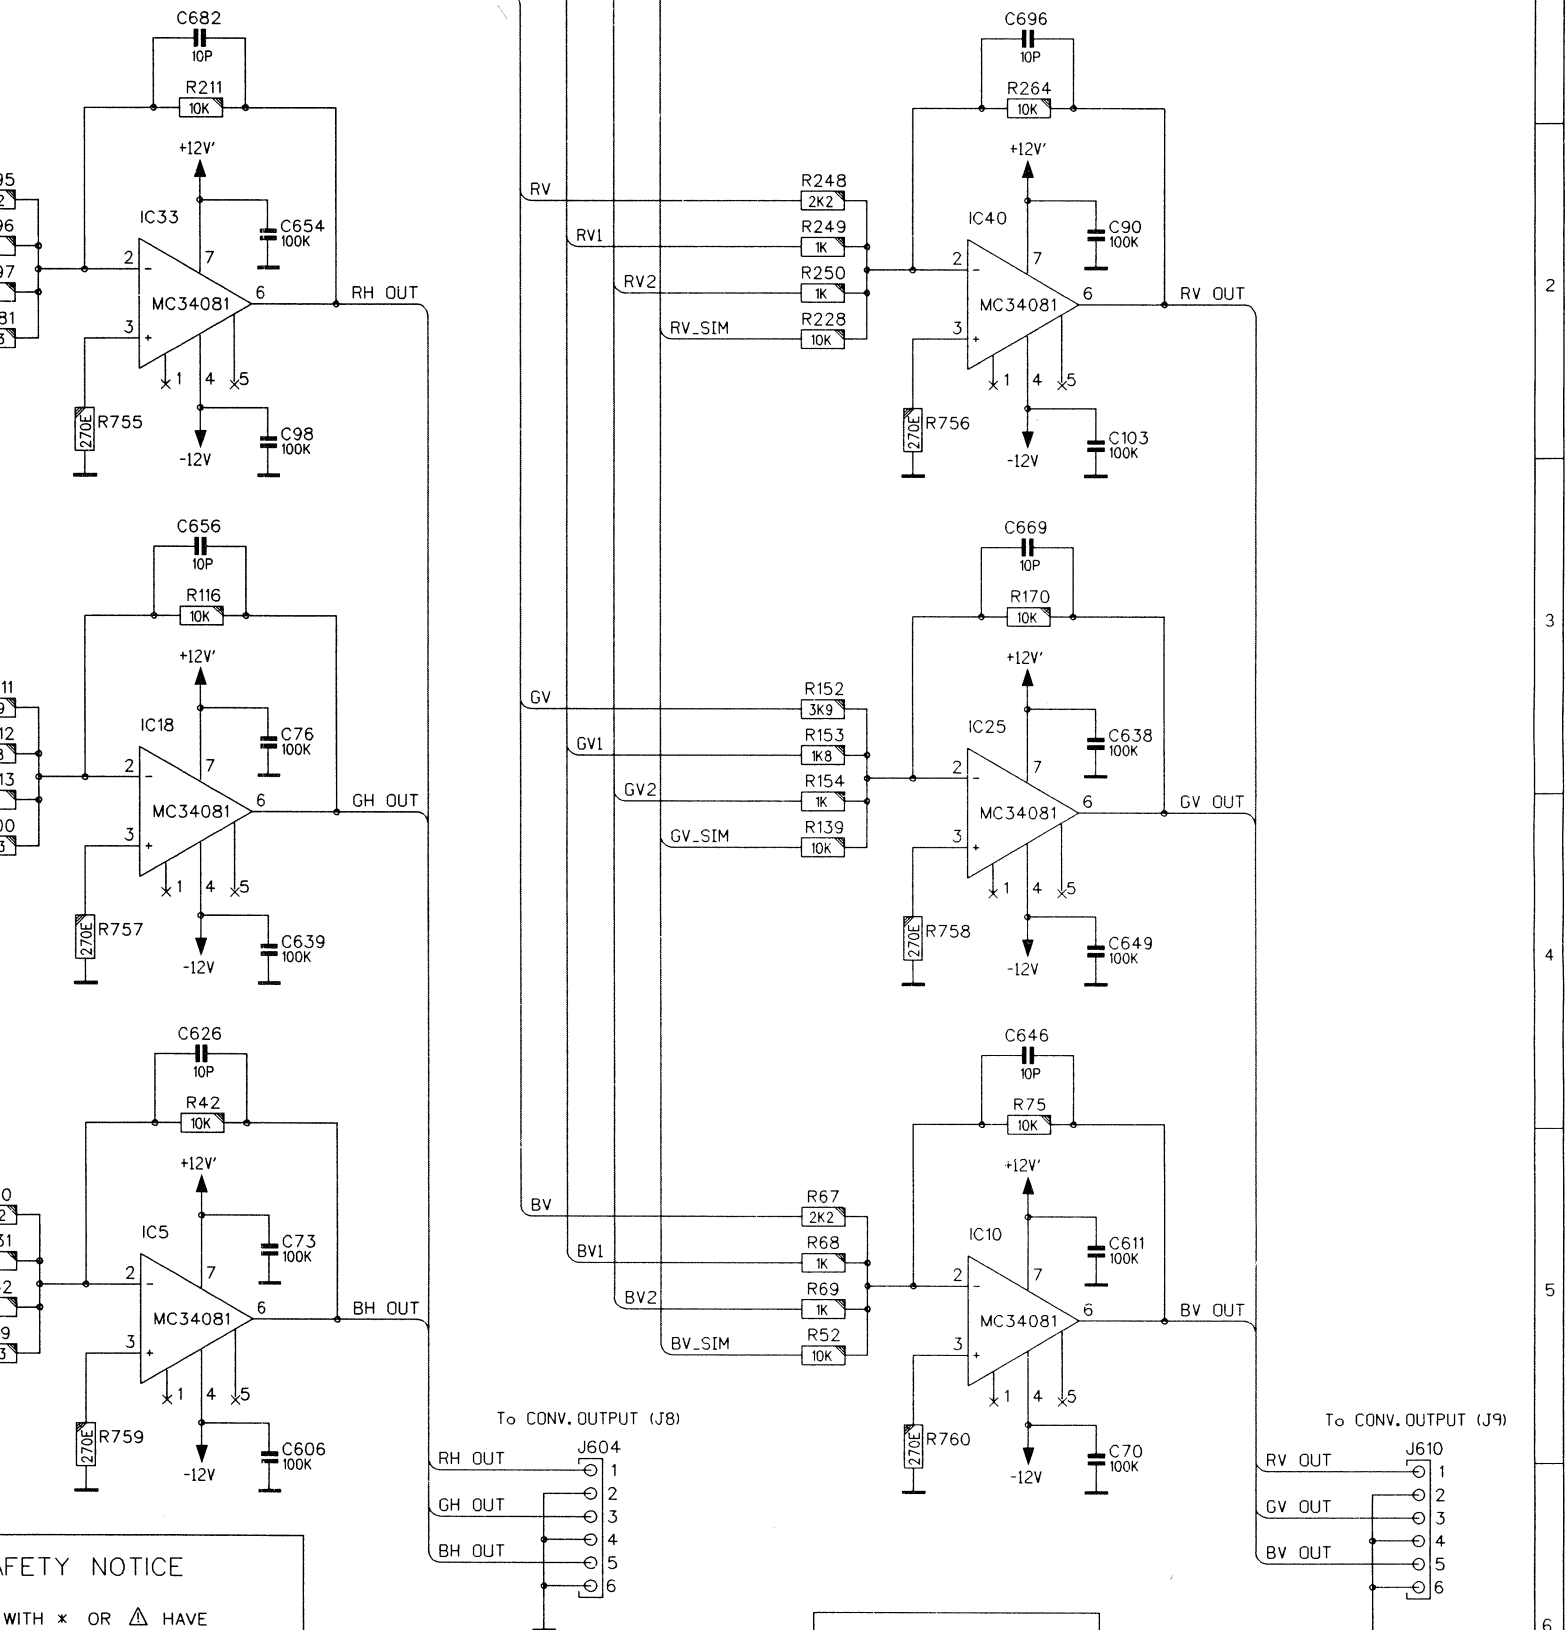 C682
10P
R211
10K
+12V'
IC33
C654
100K
2
7
-
MC34081
6
RH OUT
3
+
1
4
5
R755
270E
C98
100K
-12V
C656
10P
R116
10K
+12V'
IC18
C76
100K
2
7
-
MC34081
6
GH OUT
3
+
1
4
5
R757
270E
C639
100K
-12V
C626
10P
R42
10K
+12V'
IC5
C73
100K
2
7
-
MC34081
6
BH OUT
3
+
1
4
5
R759
270E
C606
100K
-12V
RV
RV1
RV2
RV_SIM
R248
2K2
R249
1K
R250
1K
R228
10K
C696
10P
R264
10K
+12V'
IC40
C90
100K
2
7
-
MC34081
6
RV OUT
3
+
1
4
5
R756
270E
C103
100K
-12V
GV
GV1
GV2
GV_SIM
R152
3K9
R153
1K8
R154
1K
R139
10K
C669
10P
R170
10K
+12V'
IC25
C638
100K
2
7
-
MC34081
6
GV OUT
3
+
1
4
5
R758
270E
C649
100K
-12V
BV
BV1
BV2
BV_SIM
R67
2K2
R68
1K
R69
1K
R52
10K
C646
10P
R75
10K
+12V'
IC10
C611
100K
2
7
-
MC34081
6
BV OUT
3
+
1
4
5
R760
270E
C70
100K
-12V
To CONV. OUTPUT (J8)
J604
RH OUT 1
2
GH OUT 3
4
BH OUT 5
6
To CONV. OUTPUT (J9)
J610
RV OUT 1
2
GV OUT 3
4
BV OUT 5
6
NOTICE
WITH * OR ⚠ HAVE
2
3
4
5
6